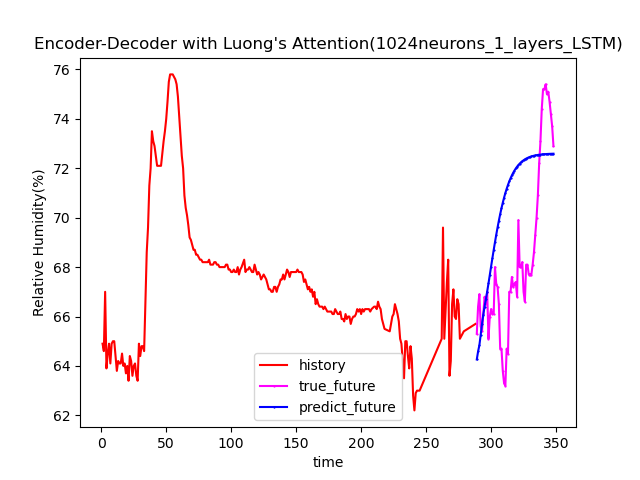 Encoder-Decoder with Luong's Attention(1024neurons_1_layers_LSTM)
76
74
72
70
68
66
64
62
Relative Humidity(%)
history
true_future
predict_future
0 50 100 150 200 250 300 350
time